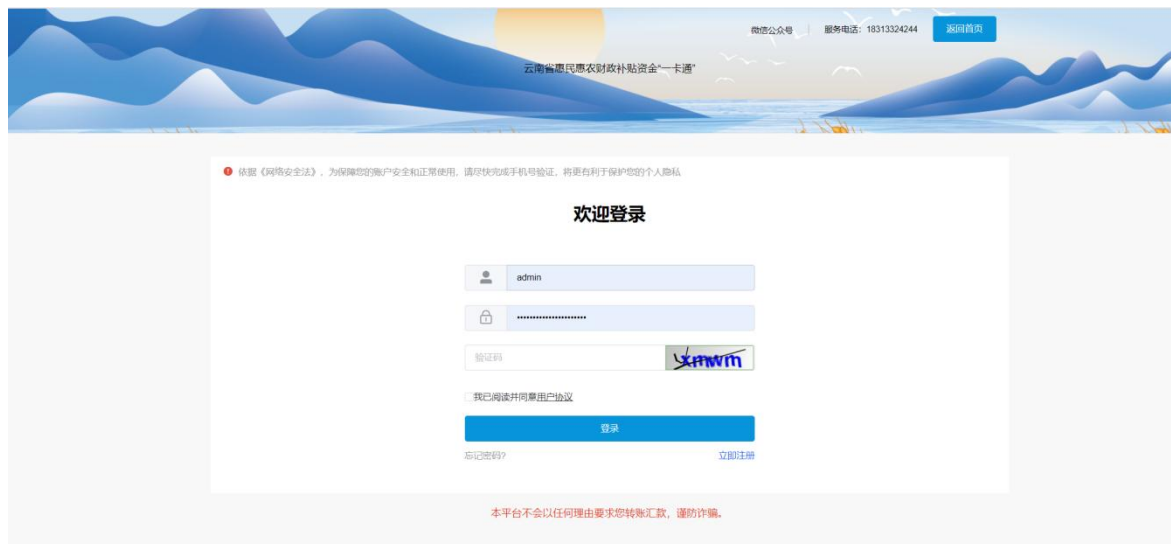 微信公众号 服务电话：18313324244 返回首页
云南省惠民惠农财政补贴资金“一卡通”
依据《网络安全法》，为保障您的账户安全和正常使用，请尽快完成手机号验证，将更有利于保护您的个人隐私
欢迎登录
admin
••••••••••••••••••••••
验证码 xmwm
我已阅读并同意用户协议
登录
忘记密码? 立即注册
本平台不会以任何理由要求您转账汇款，谨防诈骗。